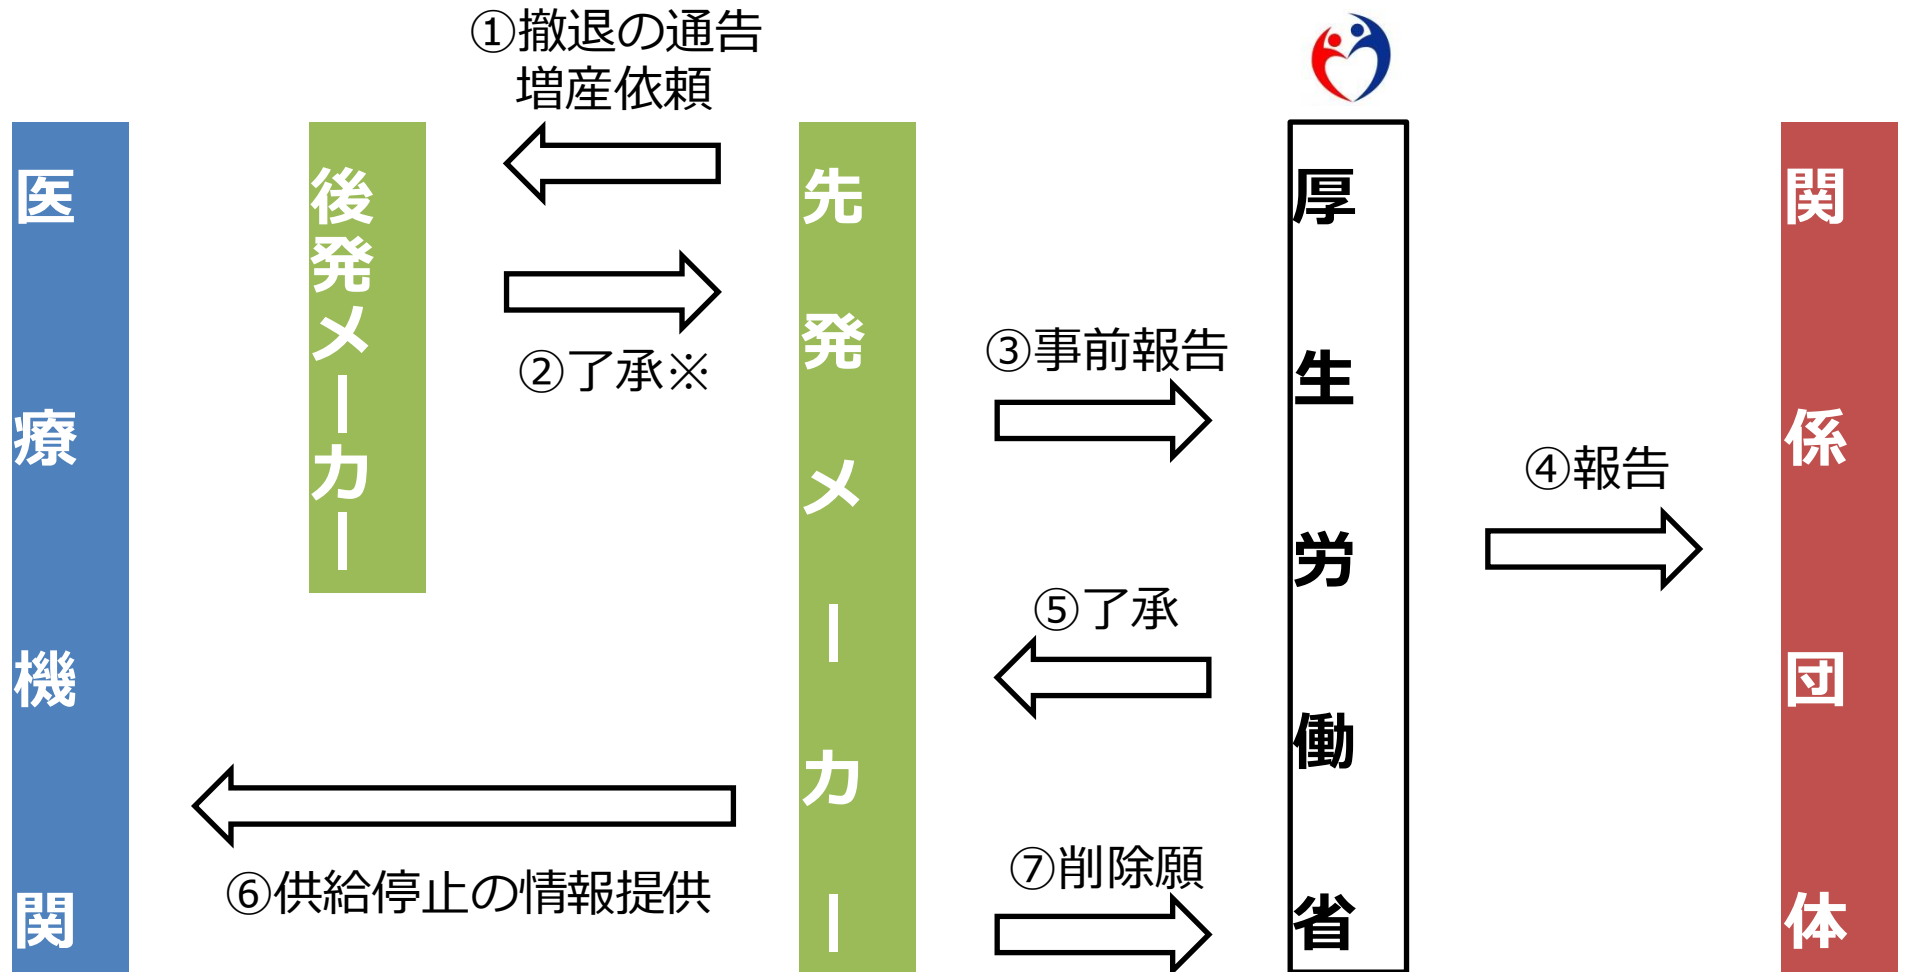 ①撤退の通告
増産依頼
医療機関
後発メーカー
先発メーカー
厚生労働省
関係団体
②了承※
③事前報告
④報告
⑤了承
⑥供給停止の情報提供
⑦削除願